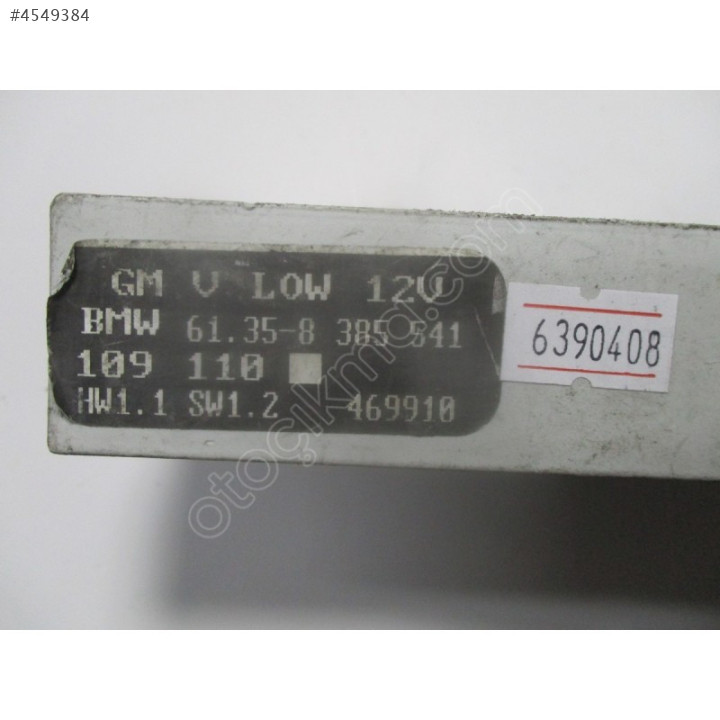 #4549384
GM V LOW 12V
BMW 61.35-8 385 541
109 110
HW1.1 SW1.2 469910
6390408
otoçıkma.com